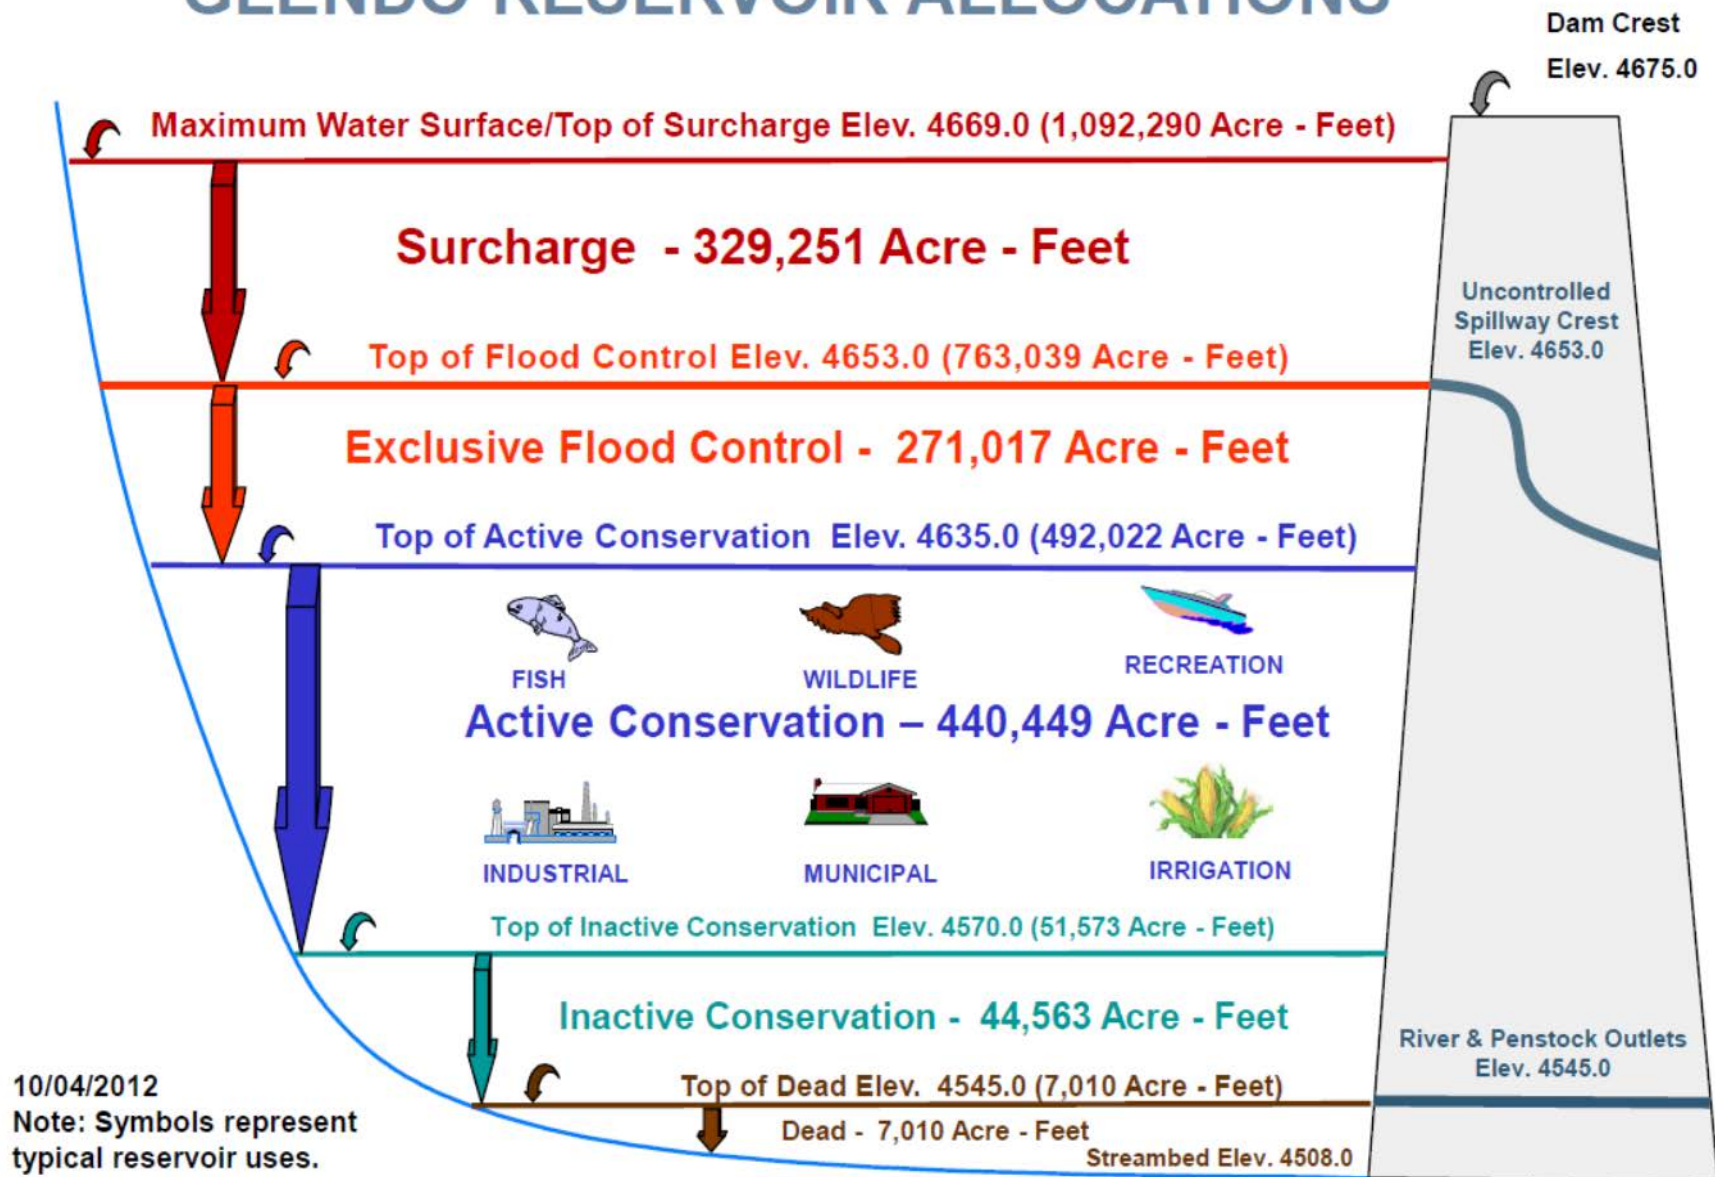 GLENDO RESERVOIR ALLOCATIONS
Dam Crest
Elev. 4675.0
Maximum Water Surface/Top of Surcharge Elev. 4669.0 (1,092,290 Acre - Feet)
Surcharge - 329,251 Acre - Feet
Uncontrolled
Spillway Crest
Elev. 4653.0
Top of Flood Control Elev. 4653.0 (763,039 Acre - Feet)
Exclusive Flood Control - 271,017 Acre - Feet
Top of Active Conservation Elev. 4635.0 (492,022 Acre - Feet)
FISH
WILDLIFE
RECREATION
Active Conservation – 440,449 Acre - Feet
INDUSTRIAL
MUNICIPAL
IRRIGATION
Top of Inactive Conservation Elev. 4570.0 (51,573 Acre - Feet)
Inactive Conservation - 44,563 Acre - Feet
River & Penstock Outlets
Elev. 4545.0
Top of Dead Elev. 4545.0 (7,010 Acre - Feet)
Dead - 7,010 Acre - Feet
Streambed Elev. 4508.0
10/04/2012
Note: Symbols represent
typical reservoir uses.